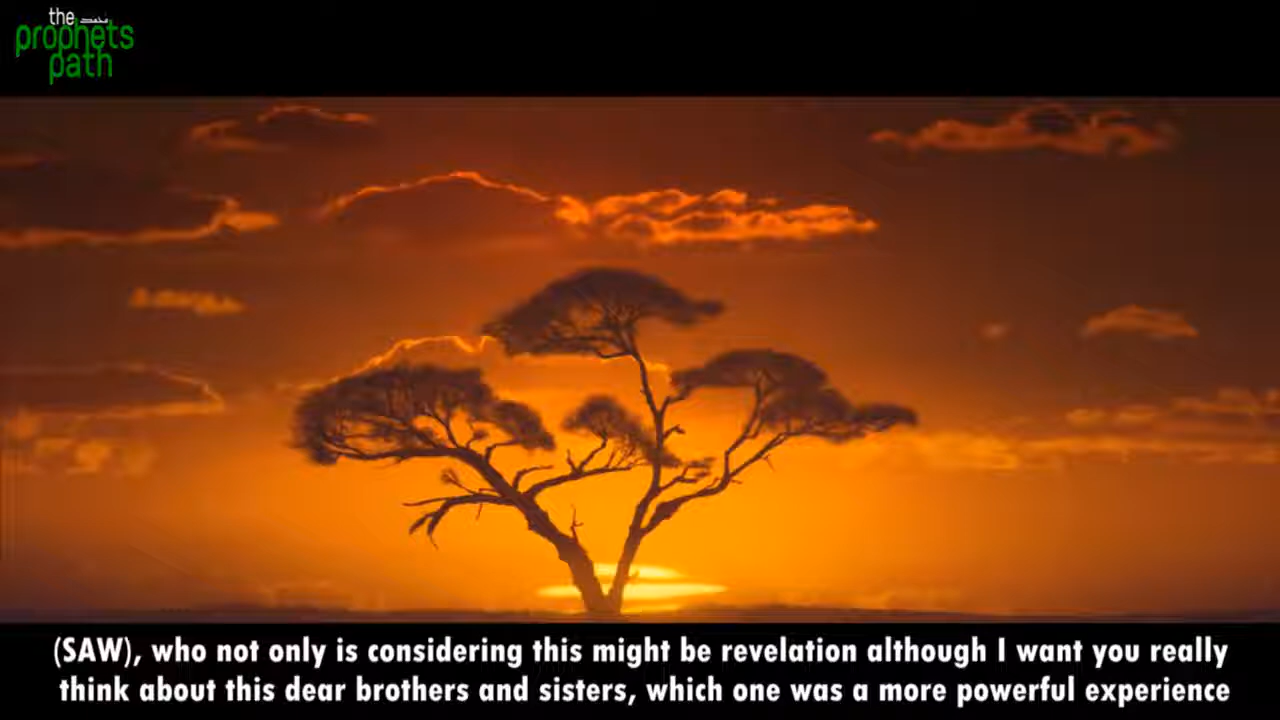 the محمد
prophets
path
(SAW), who not only is considering this might be revelation although I want you really
think about this dear brothers and sisters, which one was a more powerful experience